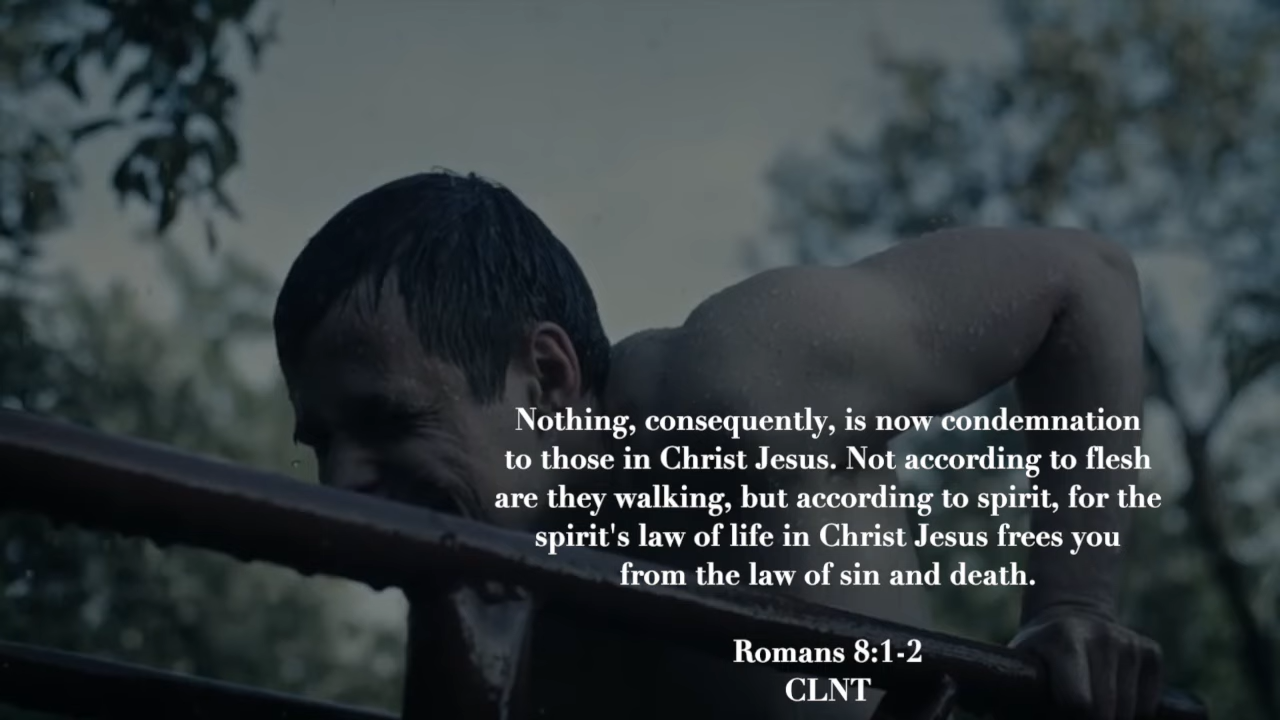 Nothing, consequently, is now condemnation
to those in Christ Jesus. Not according to flesh
are they walking, but according to spirit, for the
spirit's law of life in Christ Jesus frees you
from the law of sin and death.
Romans 8:1-2
CLNT